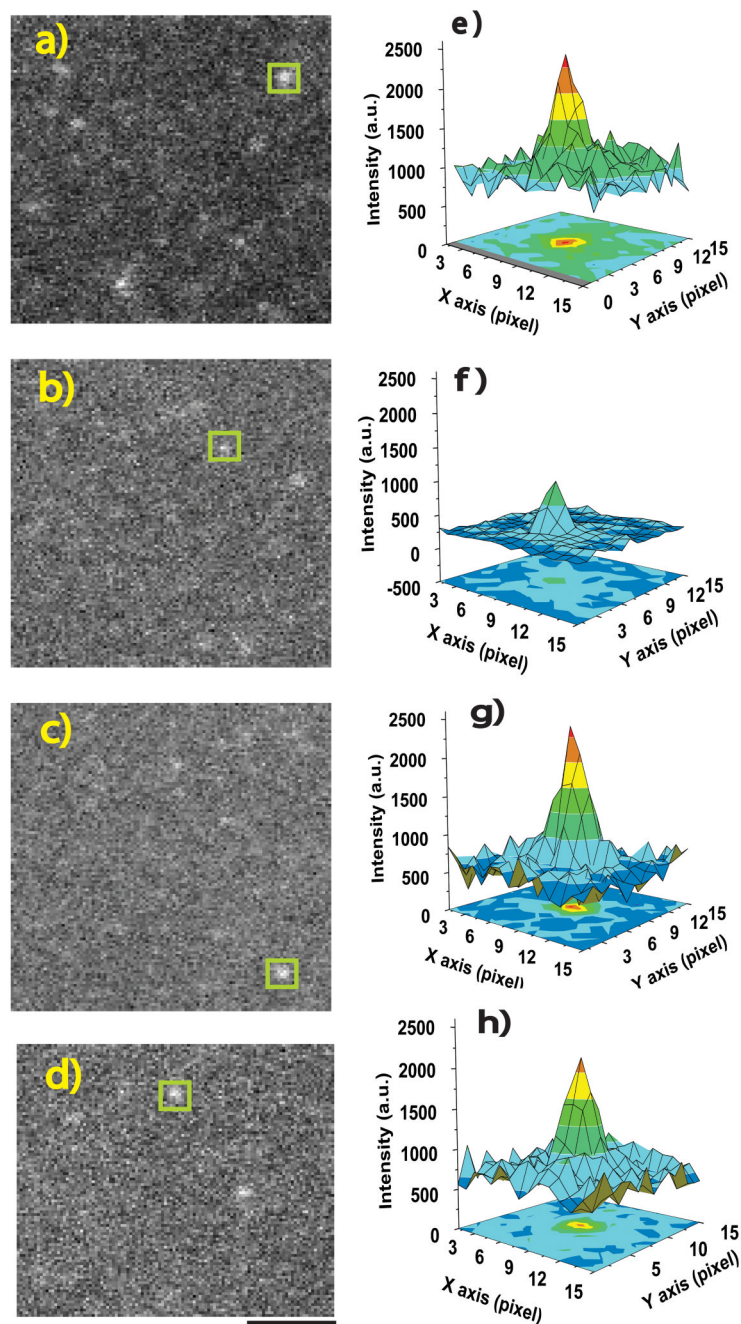 a)
e)
2500
2000
1500
1000
500
0
Intensity (a.u.)
3 6 9 12 15
X axis (pixel)
0 3 6 9 12 15
Y axis (pixel)
b)
f)
2500
2000
1500
1000
500
0
-500
Intensity (a.u.)
3 6 9 12 15
X axis (pixel)
3 6 9 12 15
Y axis (pixel)
c)
g)
2500
2000
1500
1000
500
0
Intensity (a.u.)
3 6 9 12 15
X axis (pixel)
3 6 9 12 15
Y axis (pixel)
d)
h)
2500
2000
1500
1000
500
0
Intensity (a.u.)
3 6 9 12 15
X axis (pixel)
5 10 15
Y axis (pixel)